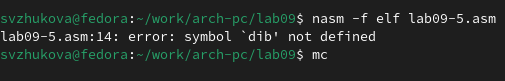 svzhukova@fedora:~/work/arch-pc/lab09$ nasm -f elf lab09-5.asm
lab09-5.asm:14: error: symbol `dib' not defined
svzhukova@fedora:~/work/arch-pc/lab09$ mc